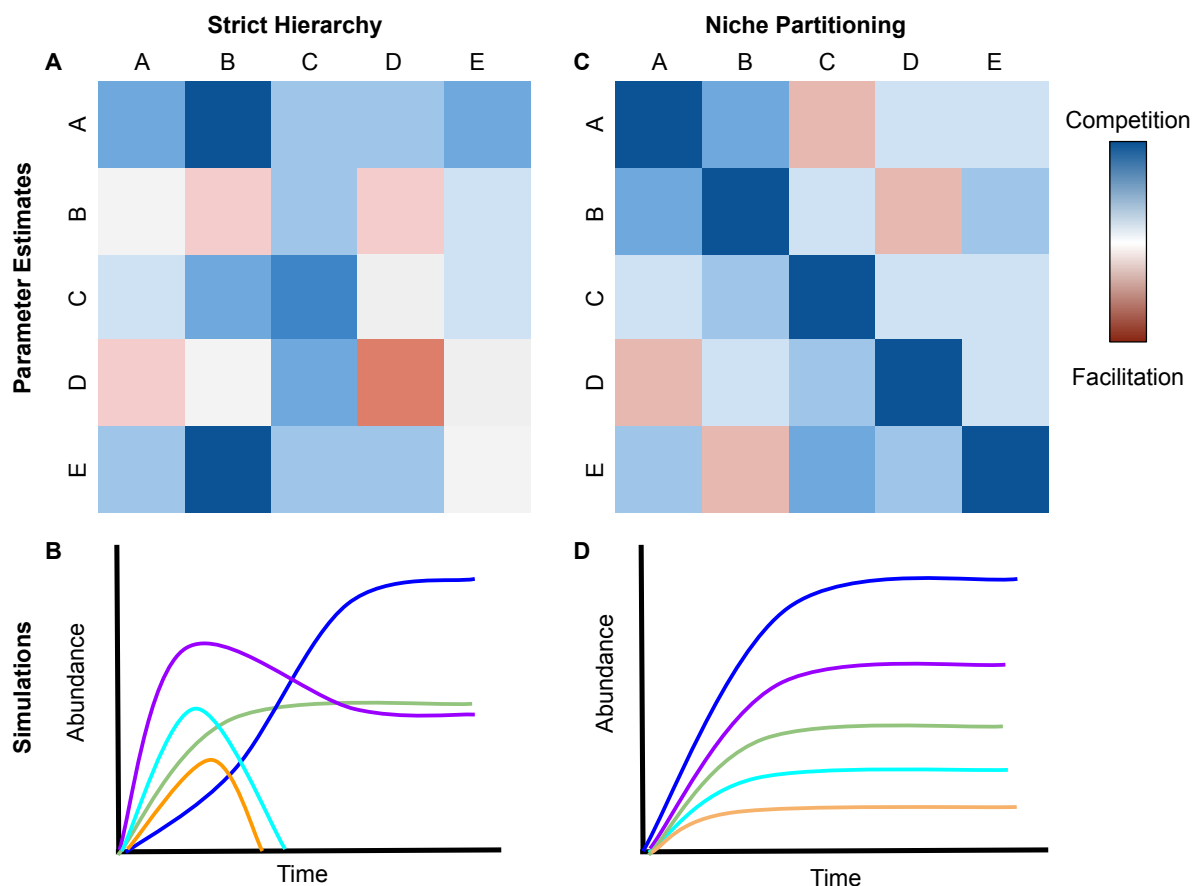 Strict Hierarchy
Niche Partitioning
A
A B C D E
C
A B C D E
Parameter Estimates
A
B
C
D
E
A
B
C
D
E
Competition
Facilitation
B
D
Simulations
Abundance
Time
Abundance
Time